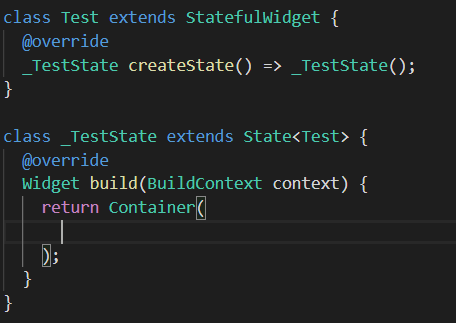 class Test extends StatefulWidget {
  @override
  _TestState createState() => _TestState();
}

class _TestState extends State<Test> {
  @override
  Widget build(BuildContext context) {
    return Container(

    );
  }
}